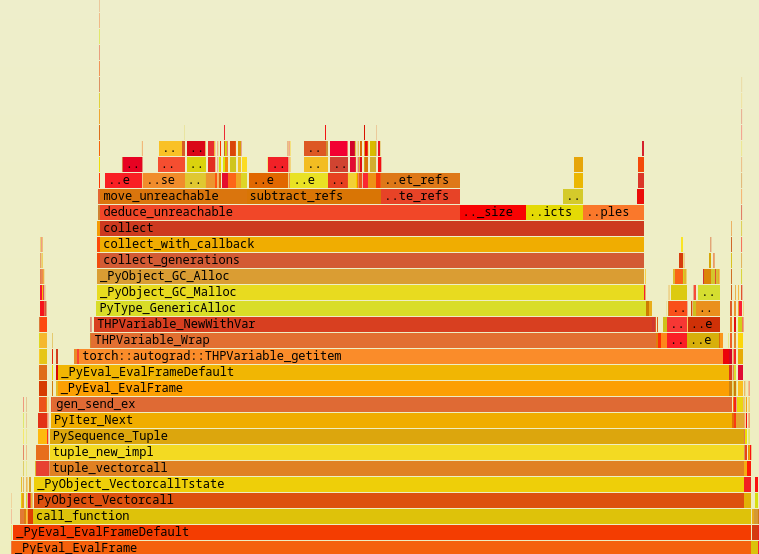 .. ..
.. .. .. ..
.. .. .. .. ..
..e ..se .. ..e ..e .. ..et_refs
move_unreachable subtract_refs ..te_refs ..
deduce_unreachable .._size ..icts ..ples
collect
collect_with_callback
collect_generations
_PyObject_GC_Alloc
_PyObject_GC_Malloc ..
PyType_GenericAlloc .. ..
THPVariable_NewWithVar .. ..e
THPVariable_Wrap .. ..e
torch::autograd::THPVariable_getitem
_PyEval_EvalFrameDefault
_PyEval_EvalFrame
gen_send_ex
PyIter_Next
PySequence_Tuple
tuple_new_impl
tuple_vectorcall
_PyObject_VectorcallTstate
PyObject_Vectorcall
call_function
_PyEval_EvalFrameDefault
_PyEval_EvalFrame